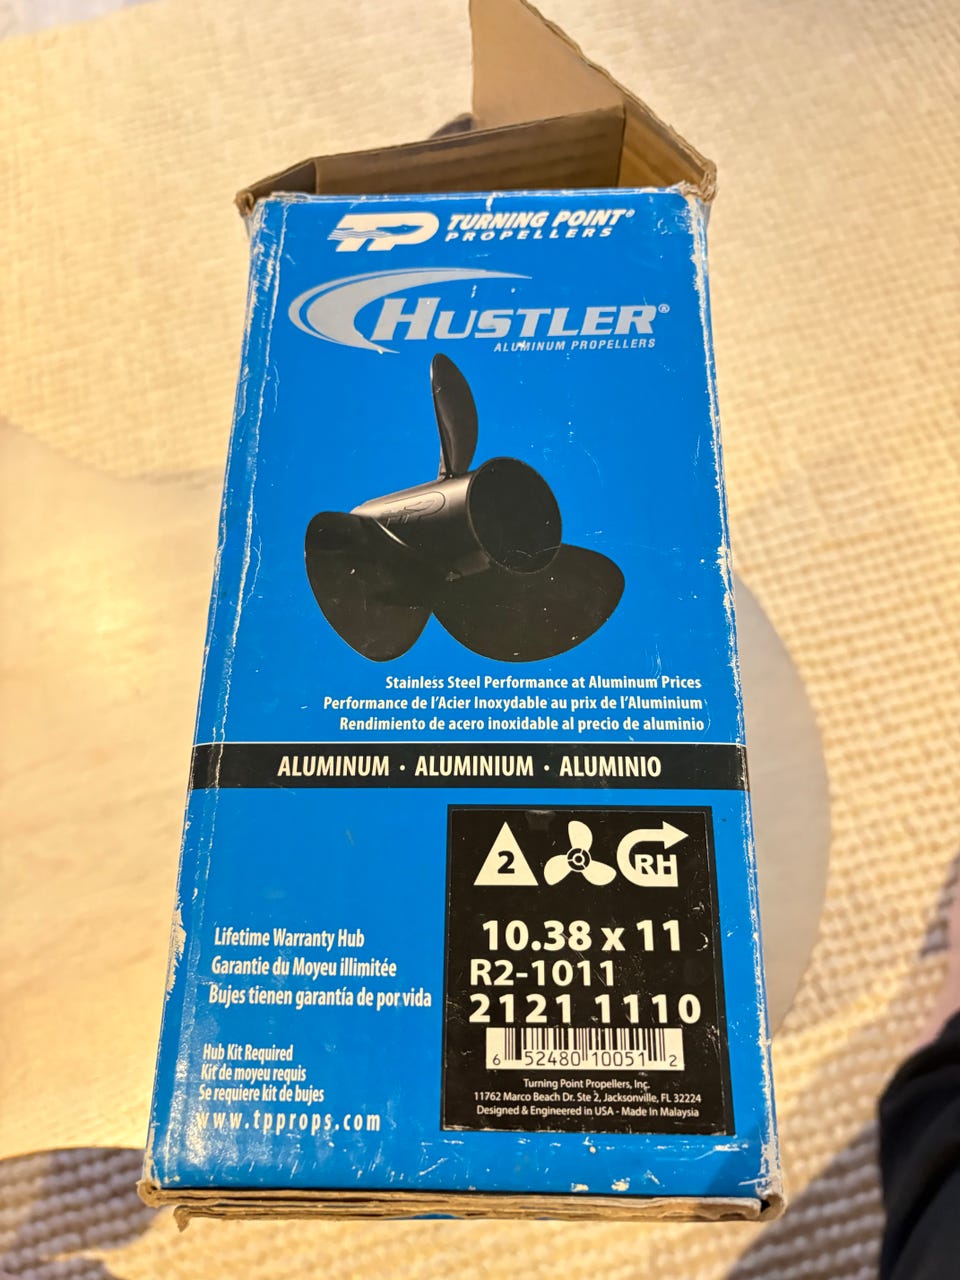 TP TURNING POINT®
PROPELLERS
HUSTLER®
ALUMINUM PROPELLERS
TP
Stainless Steel Performance at Aluminum Prices
Performance de l'Acier Inoxydable au prix de l'Aluminium
Rendimiento de acero inoxidable al precio de aluminio
ALUMINUM · ALUMINIUM · ALUMINIO
2 RH
10.38 x 11
R2-1011
2121 1110
6 52480 10051 2
Turning Point Propellers, Inc.
11762 Marco Beach Dr. Ste 2, Jacksonville, FL 32224
Designed & Engineered in USA - Made In Malaysia
Lifetime Warranty Hub
Garantie du Moyeu illimitée
Bujes tienen garantía de por vida
Hub Kit Required
Kit de moyeu requis
Se requiere kit de bujes
www.tpprops.com